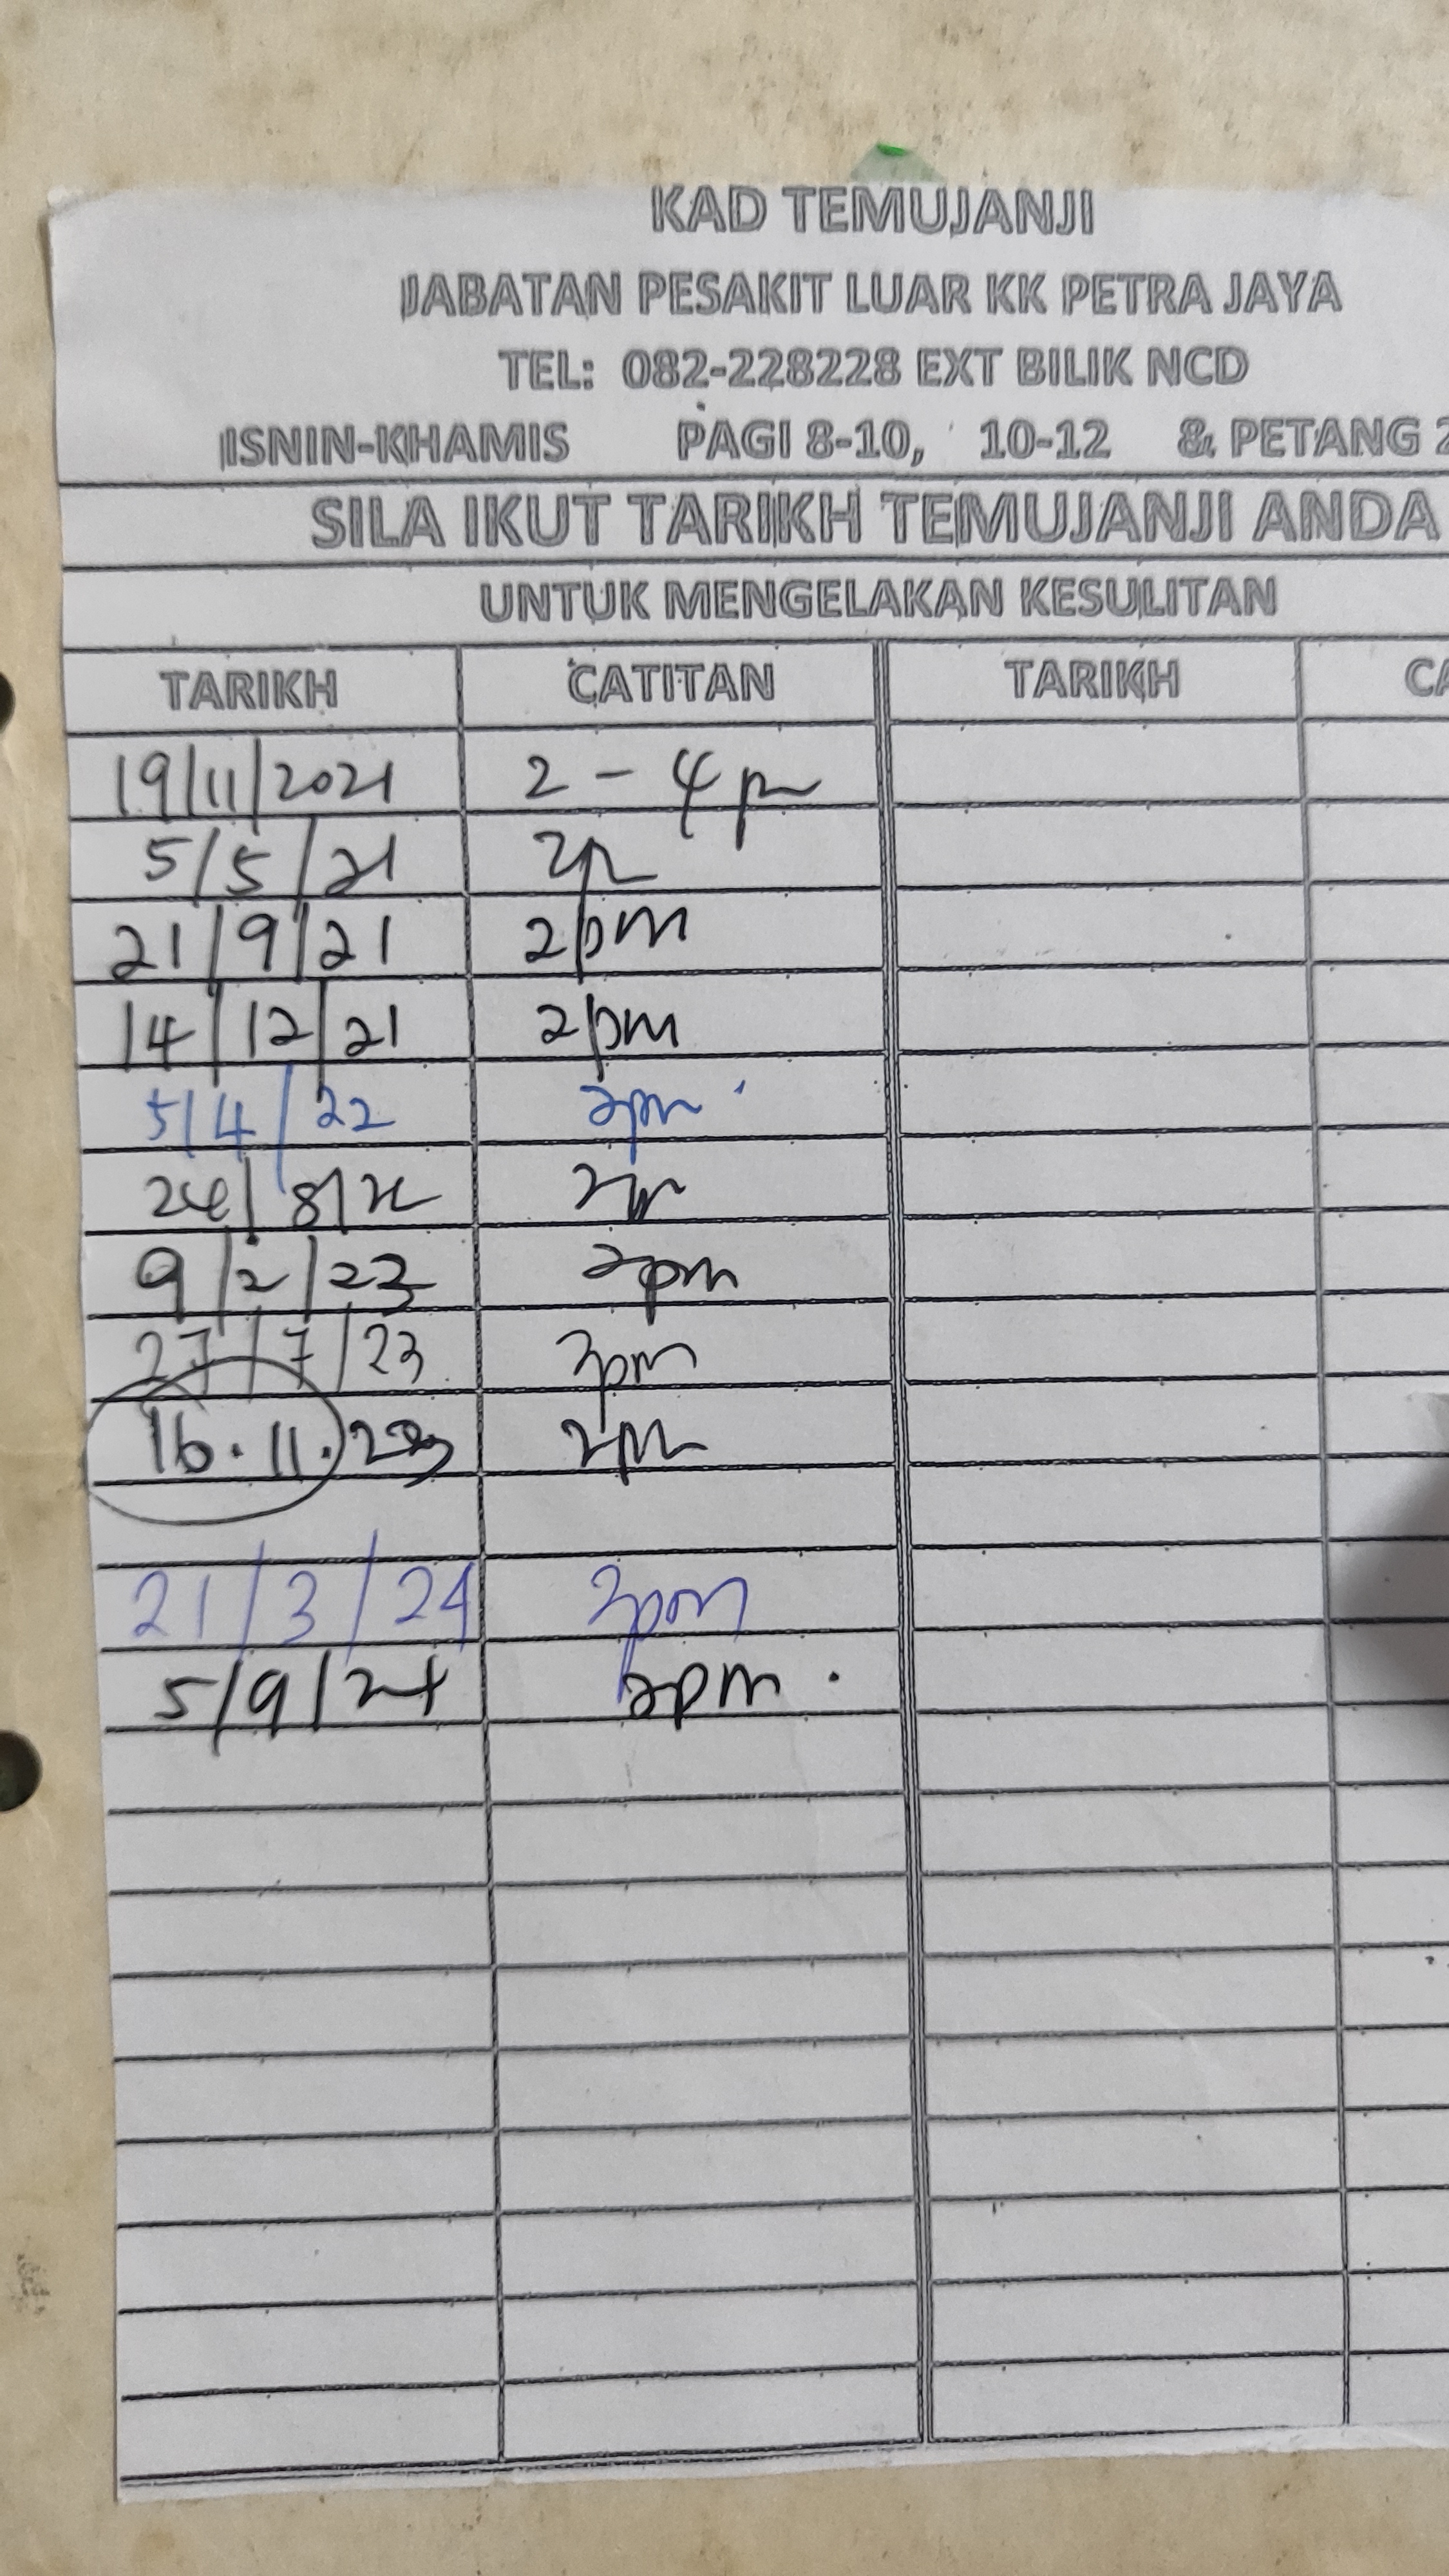 KAD TEMUJANJI
JABATAN PESAKIT LUAR KK PETRA JAYA
TEL: 082-228228 EXT BILIK NCD
ISNIN-KHAMIS PAGI 8-10, 10-12 & PETANG 2
SILA IKUT TARIKH TEMUJANJI ANDA
UNTUK MENGELAKAN KESULITAN
TARIKH CATITAN TARIKH CA
19/11/2021 2 - 4pm
5/5/21 2pm
21/9/21 2pm
14/12/21 2pm
5/4/22 2pm
24/8/22 2pm
9/2/23 2pm
27/7/23 2pm
16.11.23 2pm
21/3/24 2pm
5/9/24 2pm.